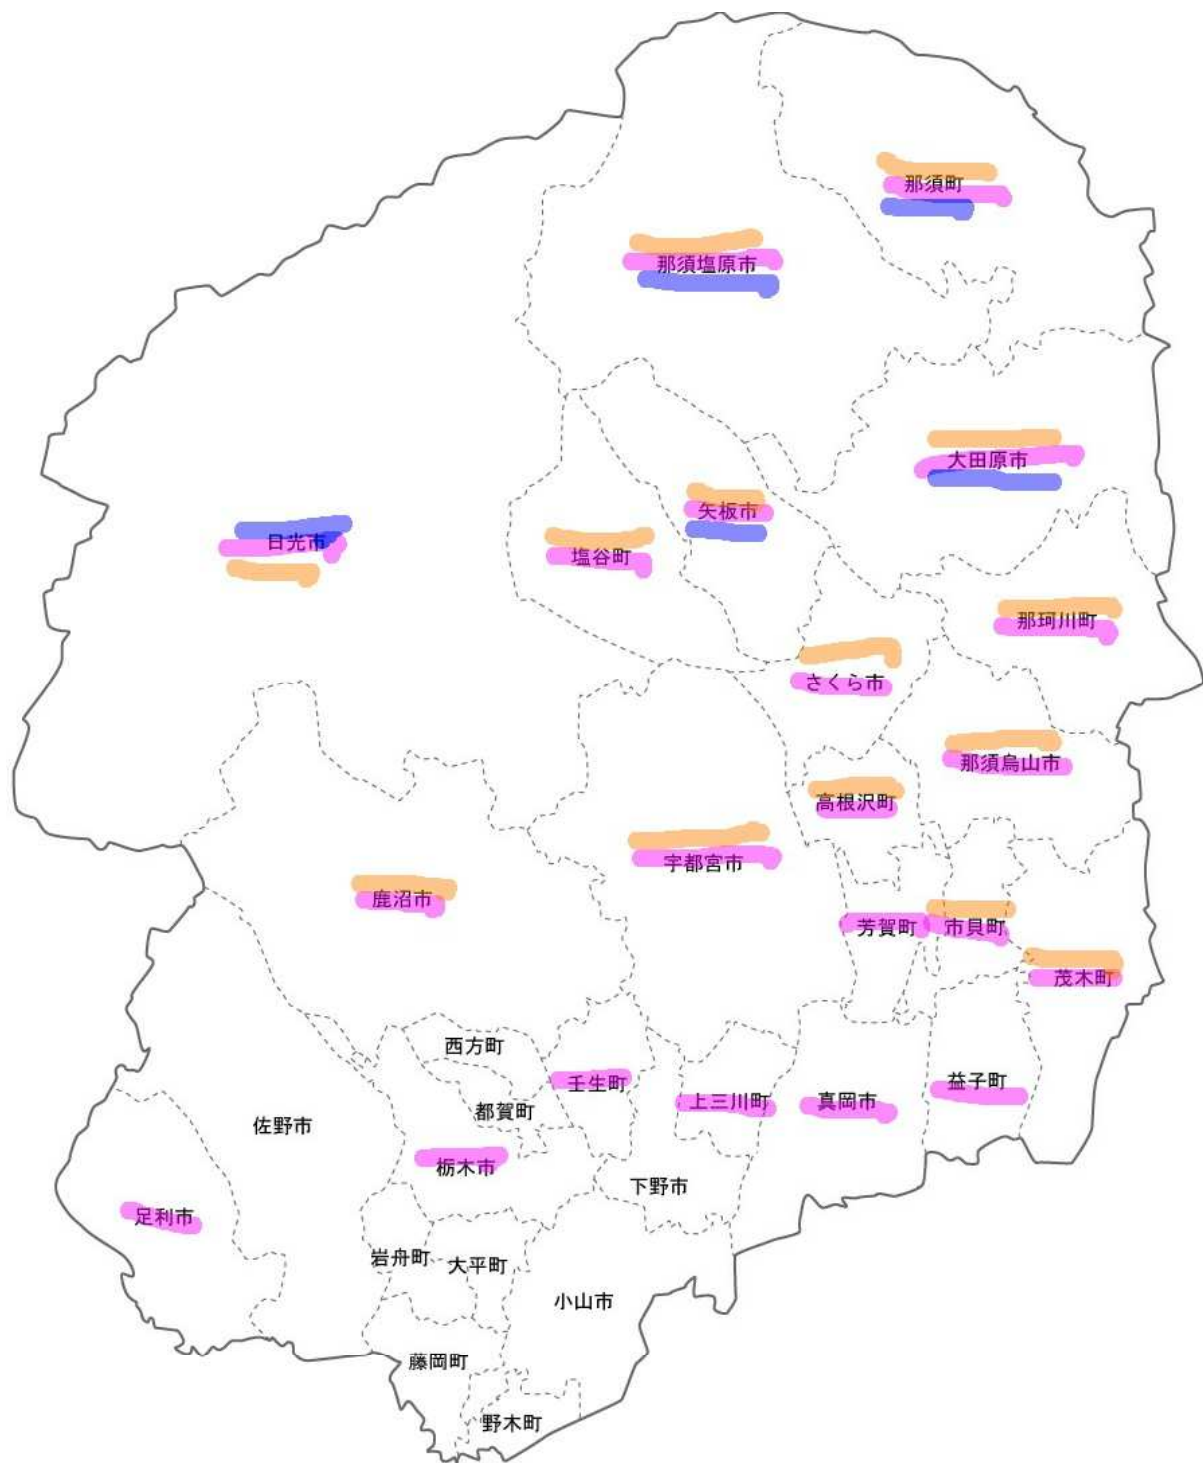 那須町
那須塩原市
大田原市
矢板市
日光市
塩谷町
那珂川町
さくら市
那須烏山市
高根沢町
宇都宮市
鹿沼市
芳賀町
市貝町
茂木町
西方町
壬生町
益子町
上三川町
真岡市
都賀町
佐野市
栃木市
下野市
足利市
岩舟町
大平町
小山市
藤岡町
野木町